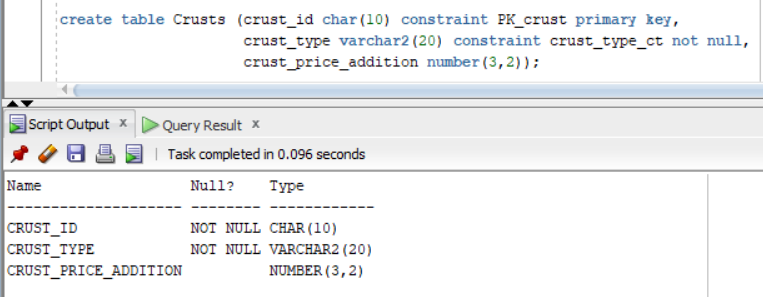 create table Crusts (crust_id char(10) constraint PK_crust primary key,
crust_type varchar2(20) constraint crust_type_ct not null,
crust_price_addition number(3,2));
Script Output x Query Result x
Task completed in 0.096 seconds
Name Null? Type
-------------------- -------- ------------
CRUST_ID NOT NULL CHAR(10)
CRUST_TYPE NOT NULL VARCHAR2(20)
CRUST_PRICE_ADDITION NUMBER(3,2)